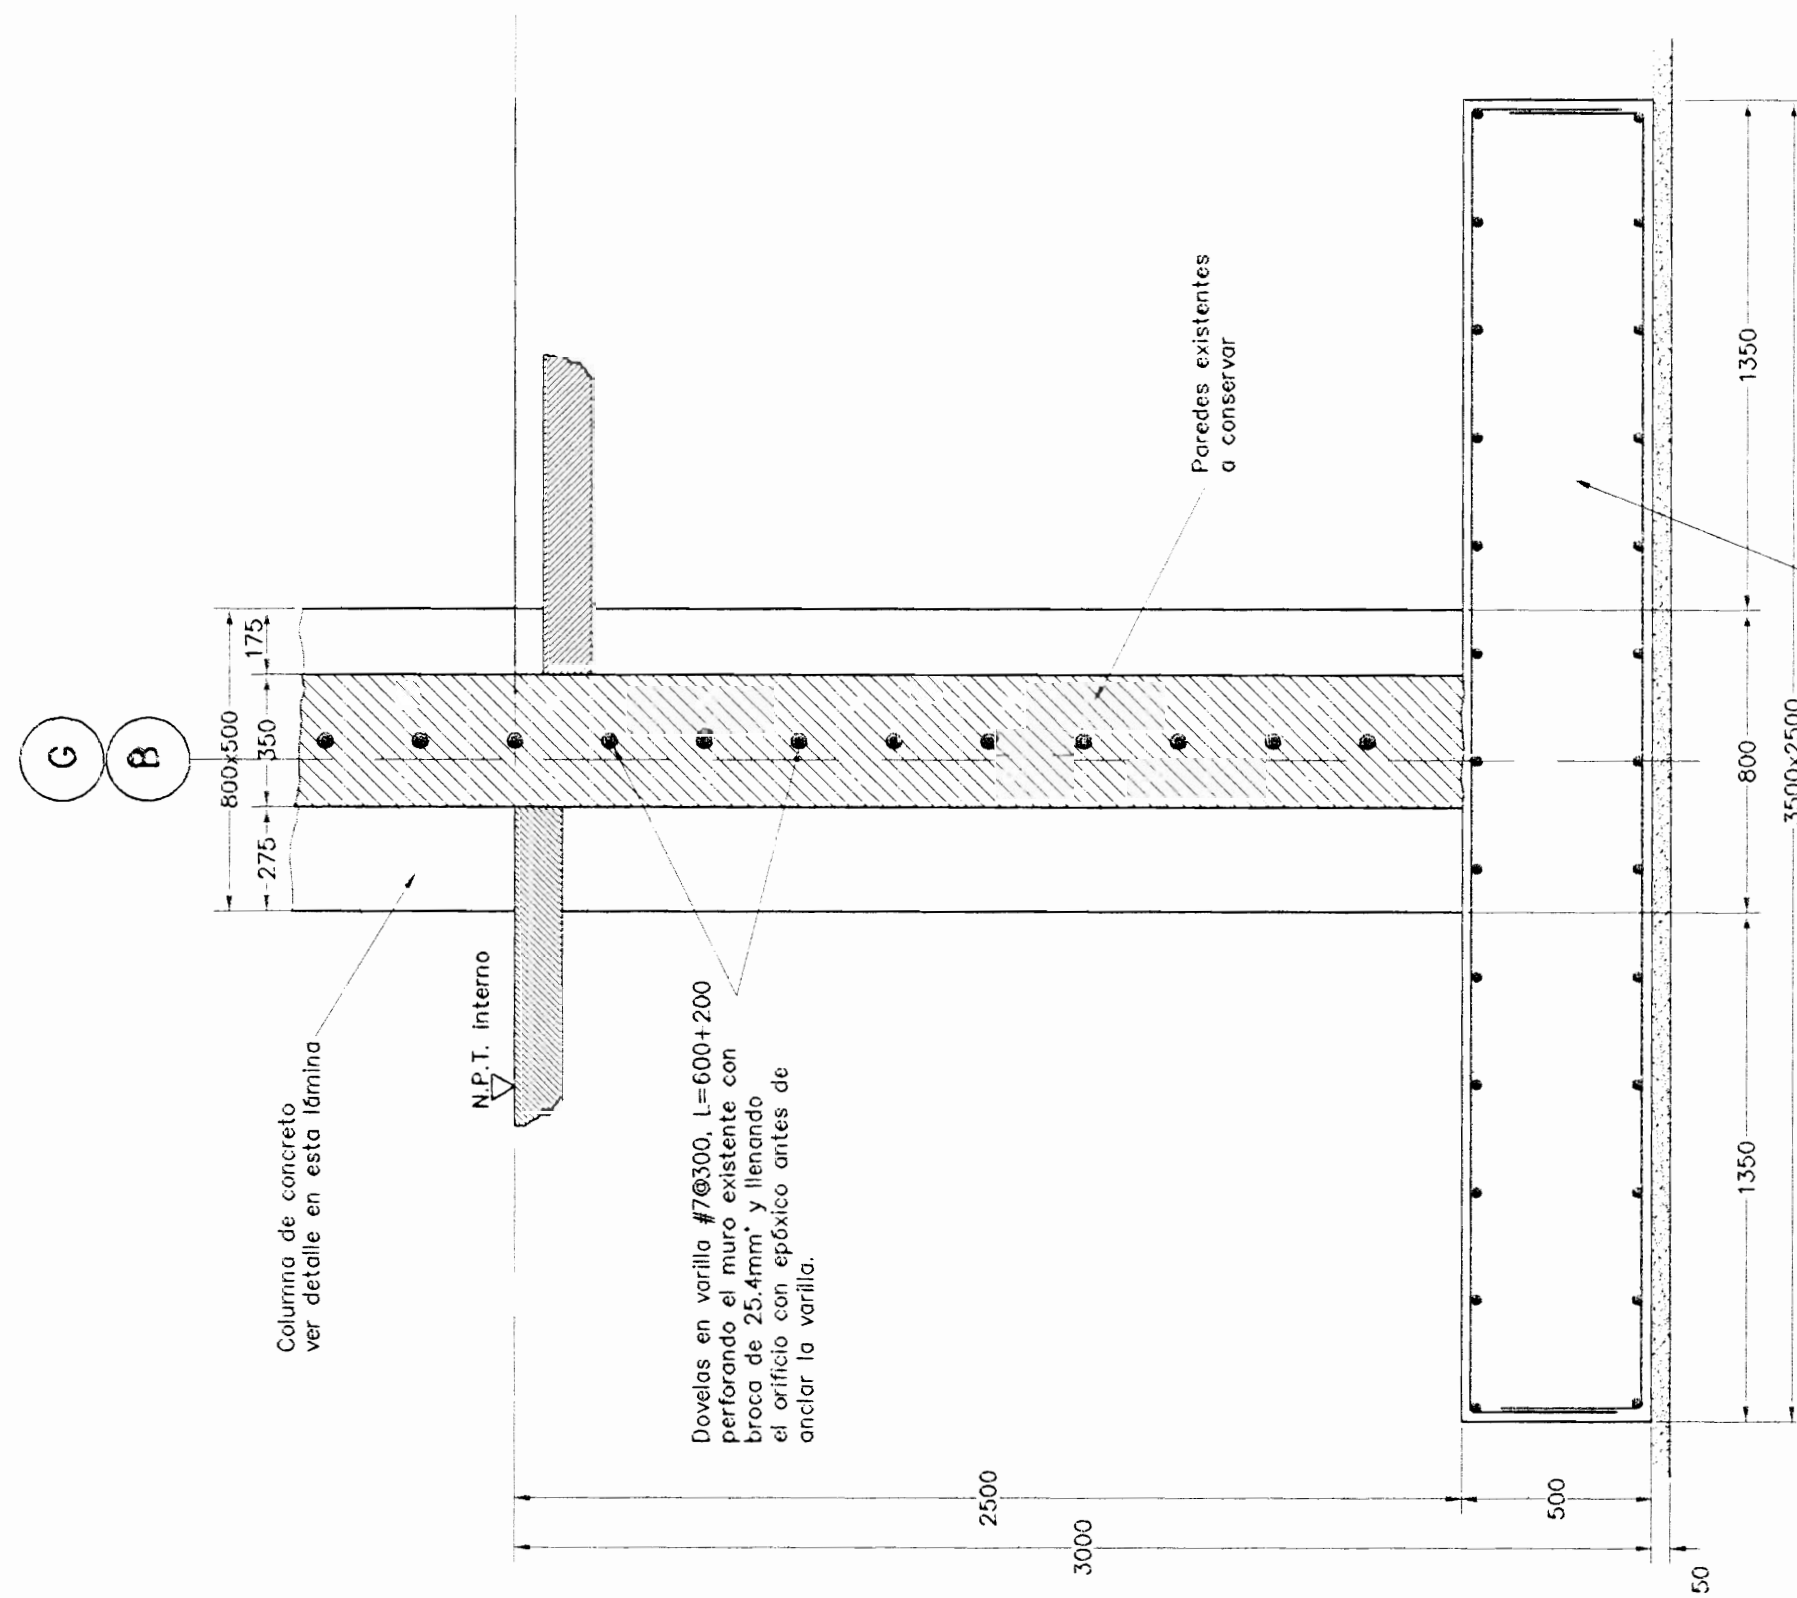 G
B
800x500
175
350
275
Columna de concreto
ver detalle en esta lámina
N.P.T. interno
Dovelas en varilla #7@300, L=600+200
perforando el muro existente con
broca de 25.4mm* y llenando
el orificio con epóxico antes de
anclar la varilla.
Paredes existentes
a conservar
2500
3000
500
50
1350
800
1350
3500x2500